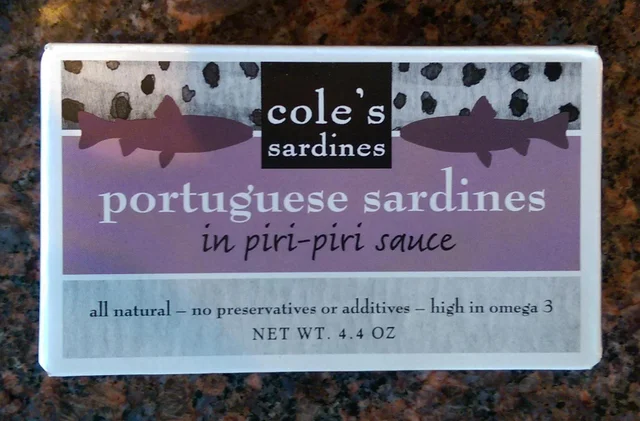 cole's
sardines
portuguese sardines
in piri-piri sauce
all natural – no preservatives or additives – high in omega 3
NET WT. 4.4 OZ